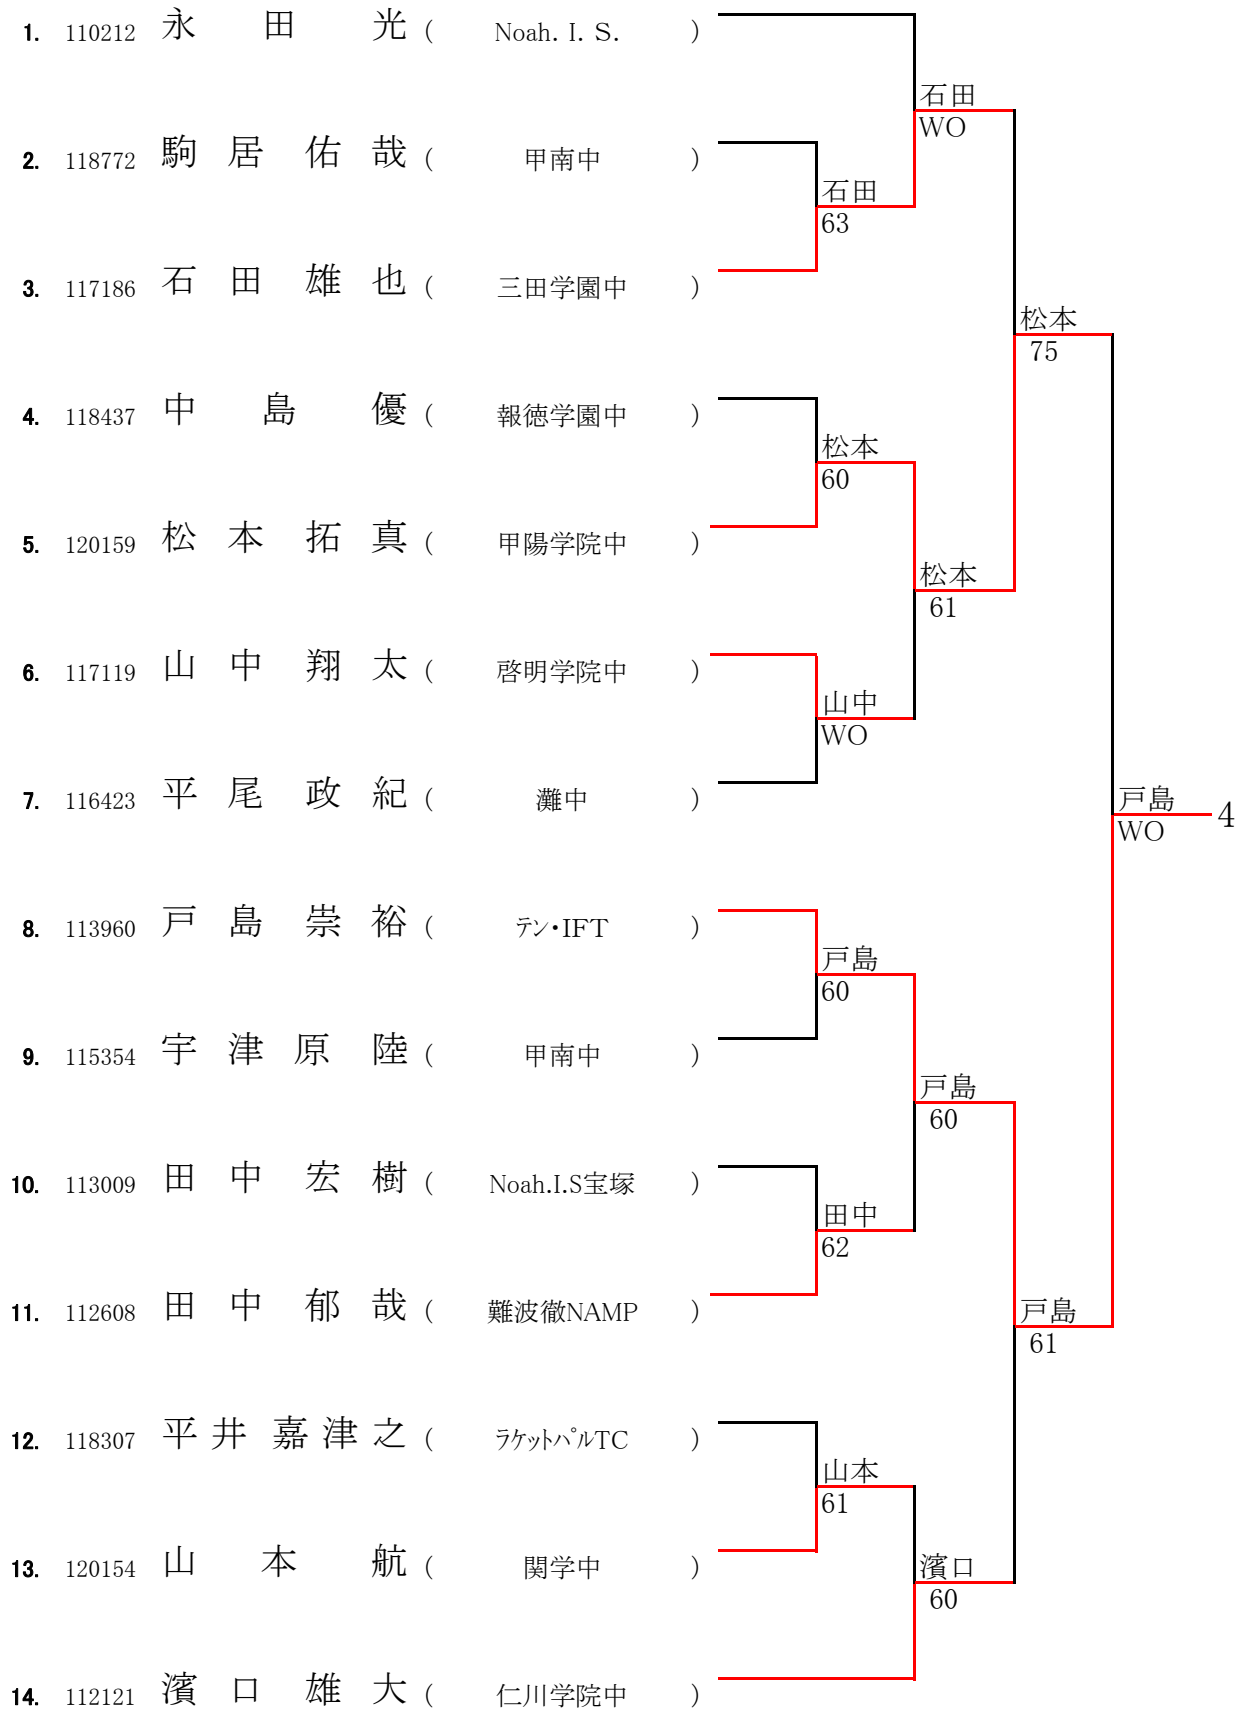 1. 110212 永田光 ( Noah. I. S. )
石田
WO
2. 118772 駒居佑哉 ( 甲南中 )
石田
63
3. 117186 石田雄也 ( 三田学園中 )
松本
75
4. 118437 中島優 ( 報徳学園中 )
松本
60
5. 120159 松本拓真 ( 甲陽学院中 )
松本
61
6. 117119 山中翔太 ( 啓明学院中 )
山中
WO
7. 116423 平尾政紀 ( 灘中 )
戸島
WO
4
8. 113960 戸島崇裕 ( テン・IFT )
戸島
60
9. 115354 宇津原陸 ( 甲南中 )
戸島
60
10. 113009 田中宏樹 ( Noah.I.S宝塚 )
田中
62
11. 112608 田中郁哉 ( 難波徹NAMP )
戸島
61
12. 118307 平井嘉津之 ( ラケットパルTC )
山本
61
13. 120154 山本航 ( 関学中 )
濱口
60
14. 112121 濱口雄大 ( 仁川学院中 )